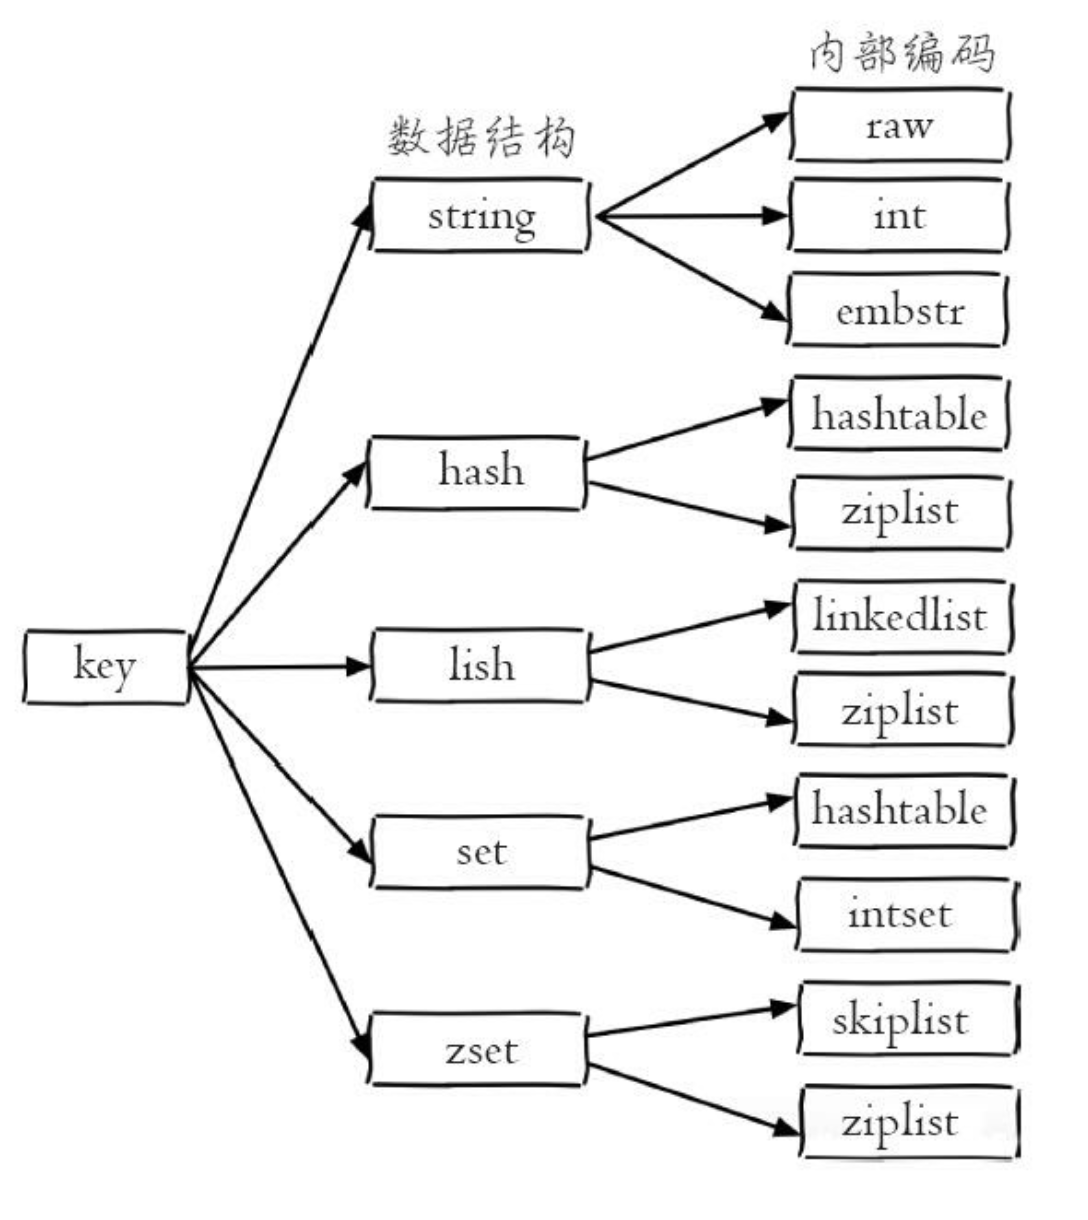 内部编码
数据结构
raw
string
int
embstr
hashtable
hash
ziplist
linkedlist
key
lish
ziplist
hashtable
set
intset
skiplist
zset
ziplist